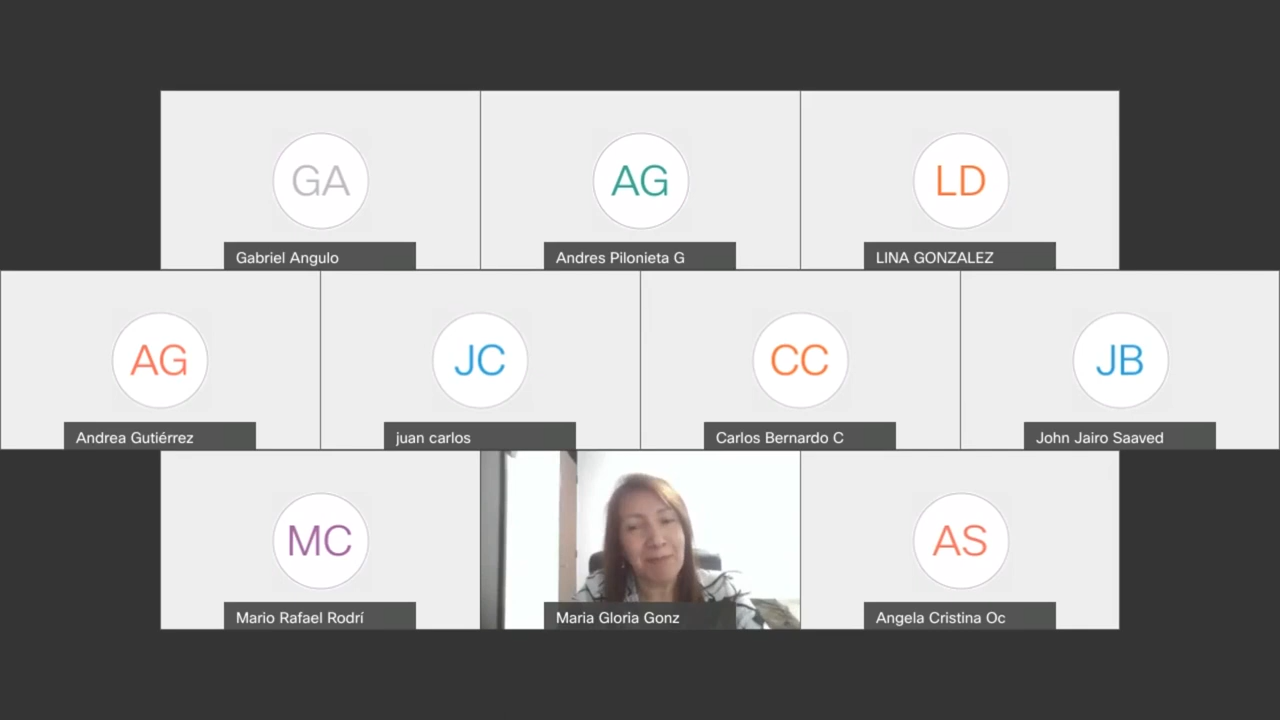 GA
AG
LD
Gabriel Angulo
Andres Pilonieta G
LINA GONZALEZ
AG
JC
CC
JB
Andrea Gutiérrez
juan carlos
Carlos Bernardo C
John Jairo Saaved
MC
AS
Mario Rafael Rodrí
Maria Gloria Gonz
Angela Cristina Oc